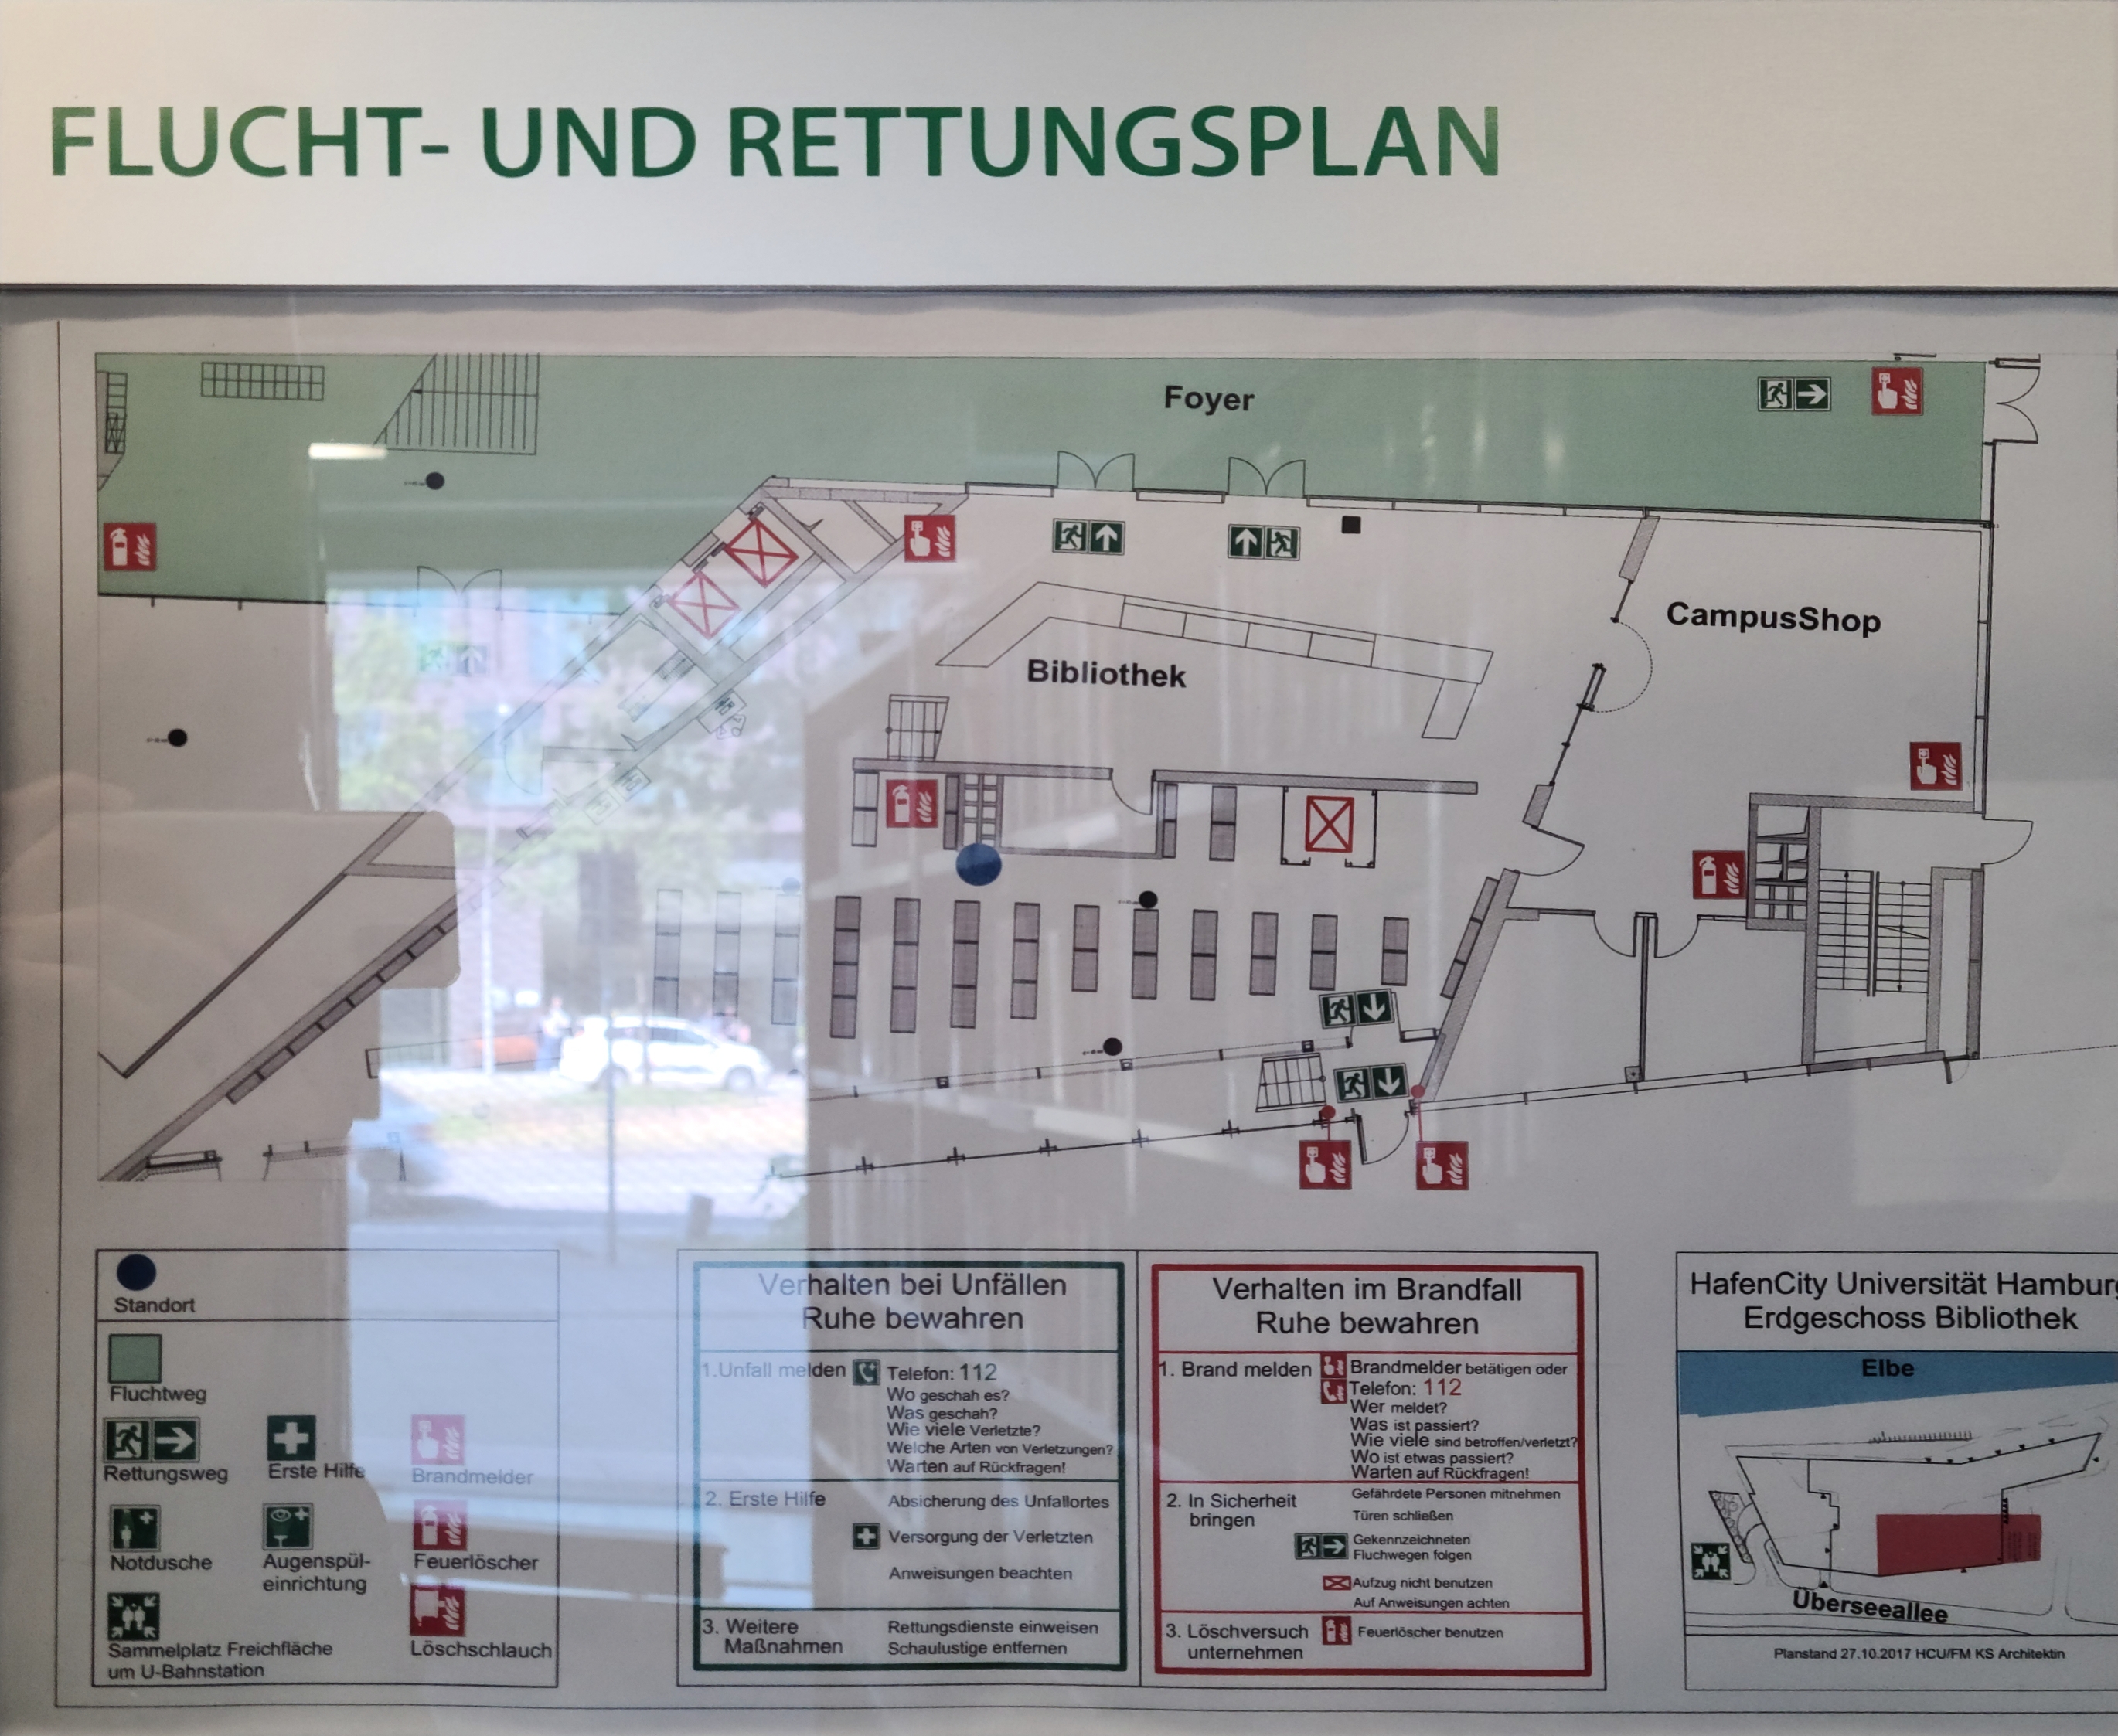 FLUCHT- UND RETTUNGSPLAN
Foyer
CampusShop
Bibliothek
Standort
Fluchtweg
Rettungsweg
Erste Hilfe
Brandmelder
Notdusche
Augenspül-
einrichtung
Feuerlöscher
Sammelplatz Freichfläche
um U-Bahnstation
Löschschlauch
Verhalten bei Unfällen
Ruhe bewahren
1.Unfall melden
Telefon: 112
Wo geschah es?
Was geschah?
Wie viele Verletzte?
Welche Arten von Verletzungen?
Warten auf Rückfragen!
2. Erste Hilfe
Absicherung des Unfallortes
Versorgung der Verletzten
Anweisungen beachten
3. Weitere
Maßnahmen
Rettungsdienste einweisen
Schaulustige entfernen
Verhalten im Brandfall
Ruhe bewahren
1. Brand melden
Brandmelder betätigen oder
Telefon: 112
Wer meldet?
Was ist passiert?
Wie viele sind betroffen/verletzt?
Wo ist etwas passiert?
Warten auf Rückfragen!
2. In Sicherheit
bringen
Gefährdete Personen mitnehmen
Türen schließen
Gekennzeichneten
Fluchwegen folgen
Aufzug nicht benutzen
Auf Anweisungen achten
3. Löschversuch
unternehmen
Feuerlöscher benutzen
HafenCity Universität Hamburg
Erdgeschoss Bibliothek
Elbe
Überseeallee
Planstand 27.10.2017 HCU/FM KS Architektin